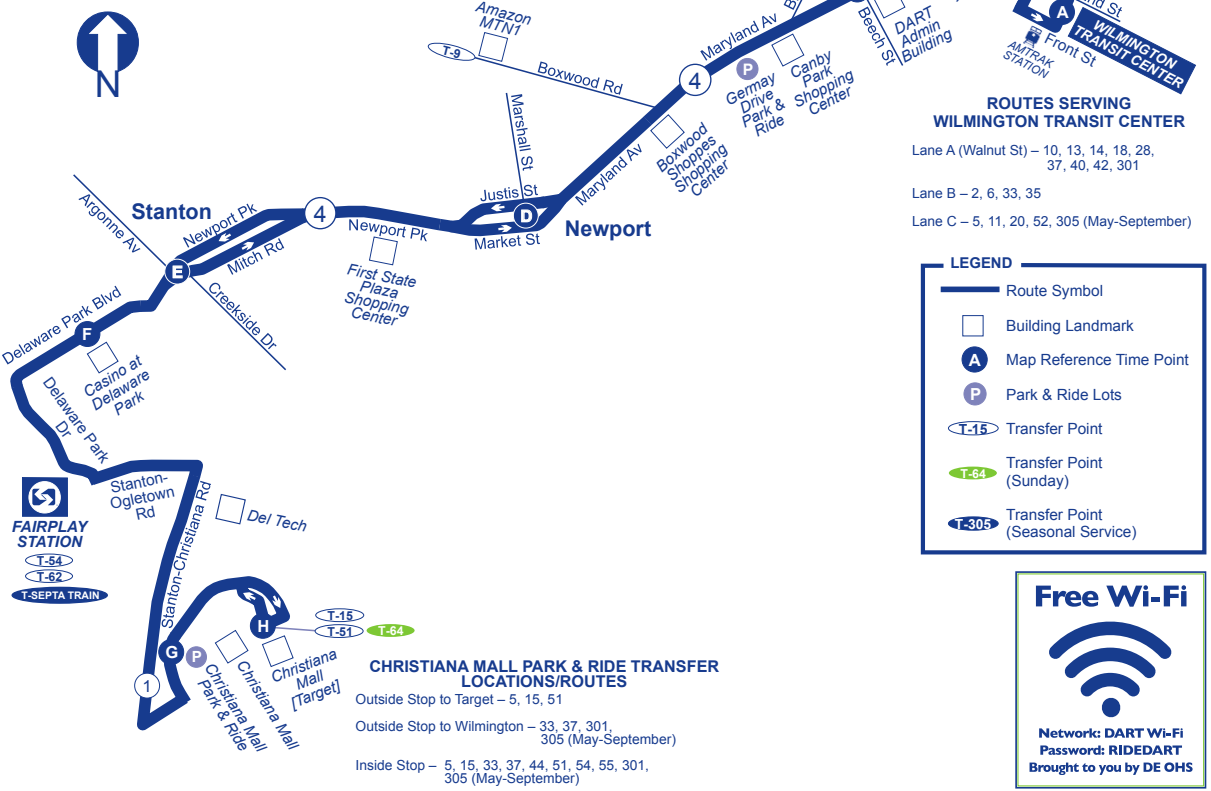 N
Amazon
MTN1
T-9
Boxwood Rd
Marshall St
Maryland Av
4
P
Germay
Drive
Park &
Ride
Canby
Park
Shopping
Center
Beech St
DART
Admin
Building
A
WILMINGTON
TRANSIT CENTER
Front St
AMTRAK
STATION
Boxwood
Shoppes
Shopping
Center
Maryland Av
Justis St
D
Market St
Newport
Stanton
Argonne Av
Newport Pk
4
Newport Pk
Mitch Rd
E
Creekside Dr
First State
Plaza
Shopping
Center
Delaware Park Blvd
F
Casino at
Delaware
Park
Delaware Park
Dr
Stanton-
Ogletown
Rd
FAIRPLAY
STATION
T-54
T-62
T-SEPTA TRAIN
Stanton-Christiana Rd
Del Tech
H
T-15
T-51
T-64
G
P
1
Christiana Mall
Park & Ride
Christiana Mall
Christiana
Mall
[Target]
CHRISTIANA MALL PARK & RIDE TRANSFER
LOCATIONS/ROUTES
Outside Stop to Target – 5, 15, 51
Outside Stop to Wilmington – 33, 37, 301,
305 (May-September)
Inside Stop – 5, 15, 33, 37, 44, 51, 54, 55, 301,
305 (May-September)
ROUTES SERVING
WILMINGTON TRANSIT CENTER
Lane A (Walnut St) – 10, 13, 14, 18, 28,
37, 40, 42, 301
Lane B – 2, 6, 33, 35
Lane C – 5, 11, 20, 52, 305 (May-September)
LEGEND
Route Symbol
Building Landmark
A Map Reference Time Point
P Park & Ride Lots
T-15 Transfer Point
T-64 Transfer Point
(Sunday)
T-305 Transfer Point
(Seasonal Service)
Free Wi-Fi
Network: DART Wi-Fi
Password: RIDEDART
Brought to you by DE OHS